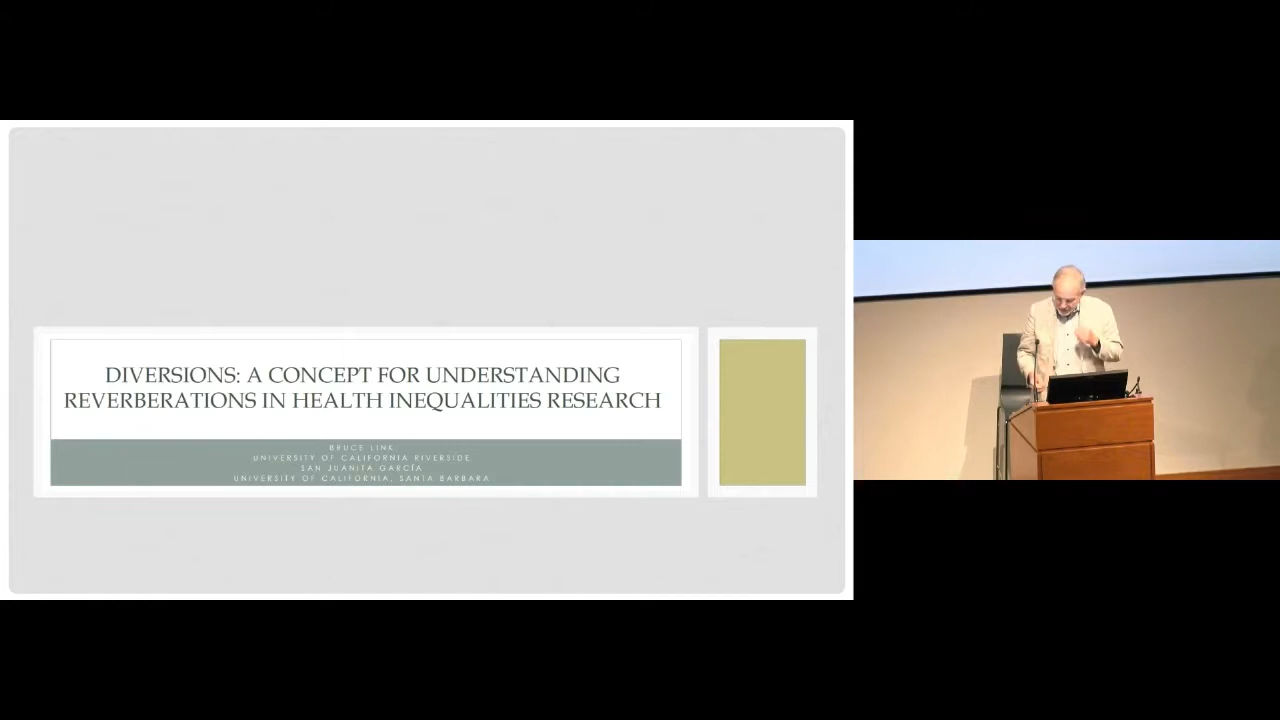 DIVERSIONS: A CONCEPT FOR UNDERSTANDING
REVERBERATIONS IN HEALTH INEQUALITIES RESEARCH
BRUCE LINK
UNIVERSITY OF CALIFORNIA RIVERSIDE
SAN JUANITA GARCÍA
UNIVERSITY OF CALIFORNIA, SANTA BARBARA